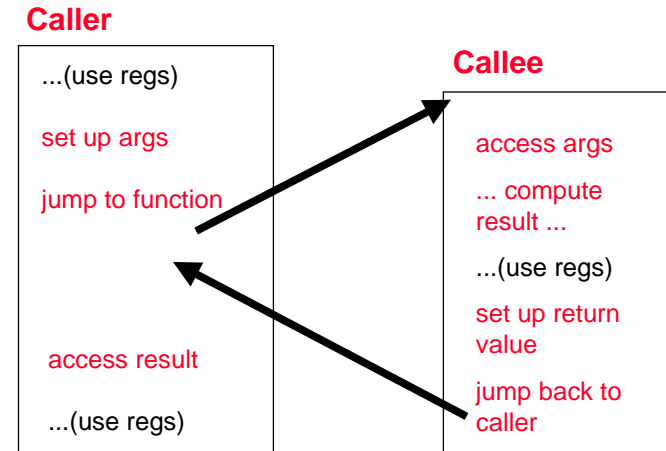 Caller
...(use regs)
set up args
jump to function
access result
...(use regs)
Callee
access args
... compute
result ...
...(use regs)
set up return
value
jump back to
caller